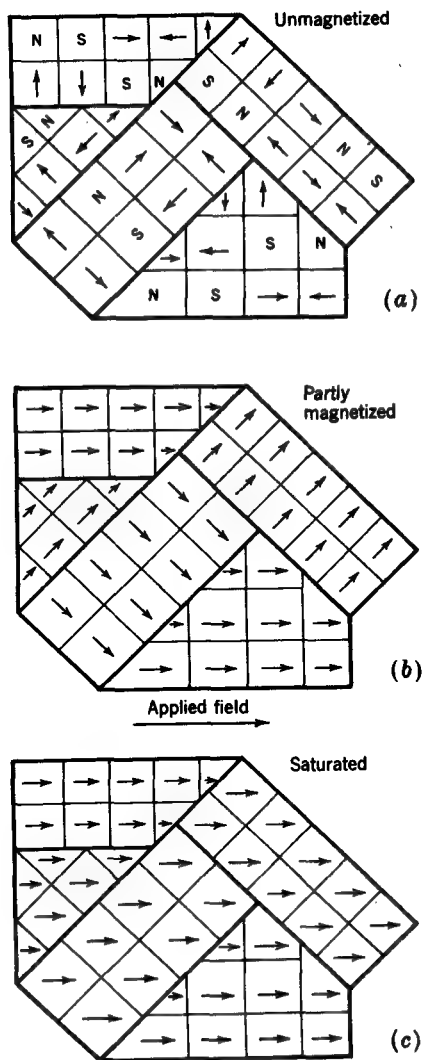 Unmagnetized
N S
S N
S N
S N
N
S N
N S
S
S N
N S
(a)
Partly
magnetized
(b)
Applied field
Saturated
(c)